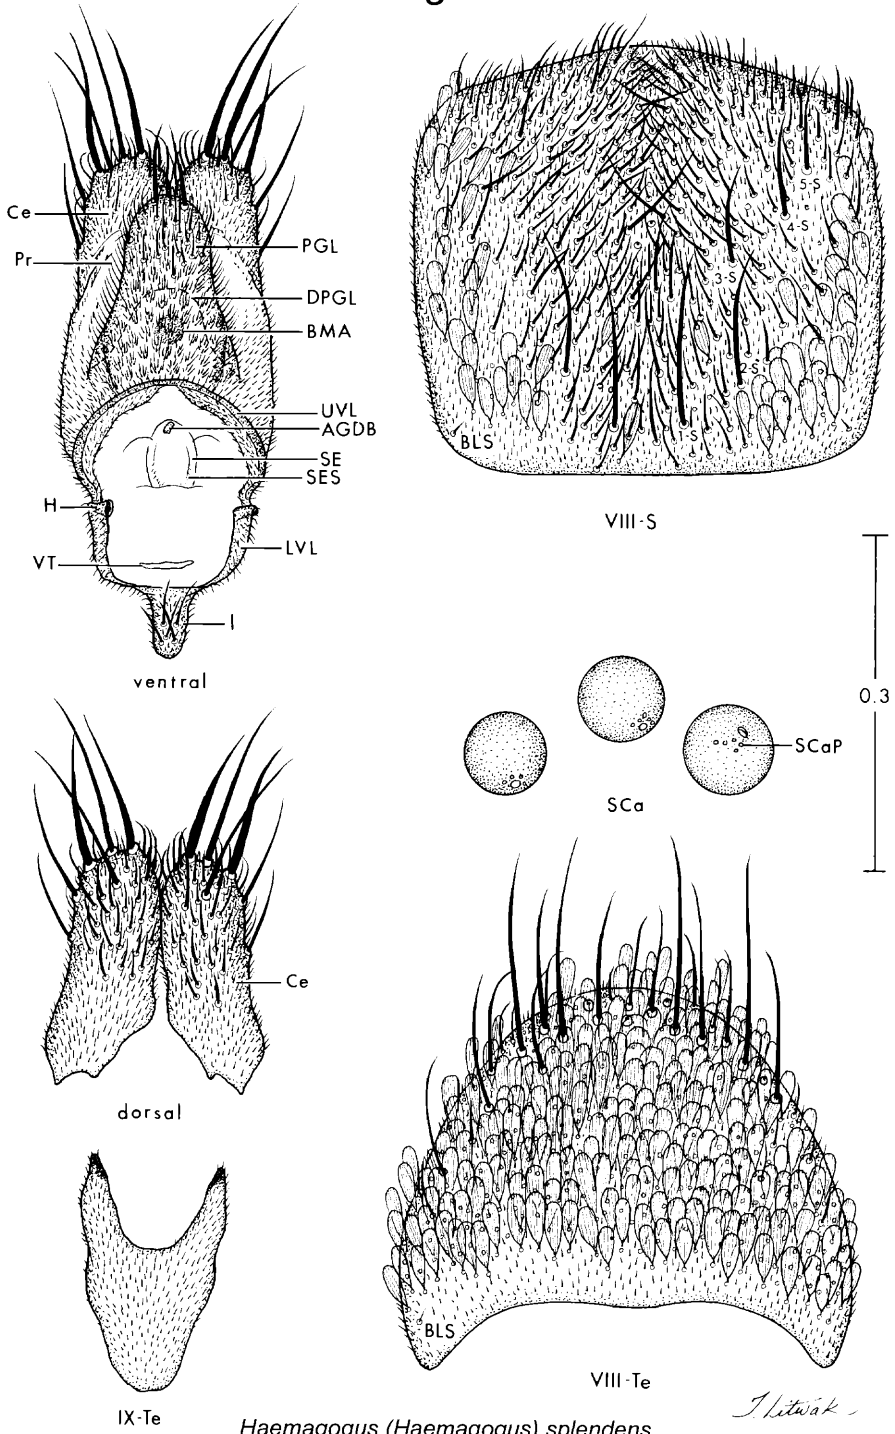 Ce
Pr
PGL
DPGL
BMA
UVL
AGDB
SE
SES
H
VT
LVL
I
ventral
5-S
4-S
3-S
2-S
1-S
BLS
VIII-S
0.3
SCaP
SCa
Ce
dorsal
BLS
VIII-Te
IX-Te
T. Litwak
Haemagogus (Haemagogus) splendens